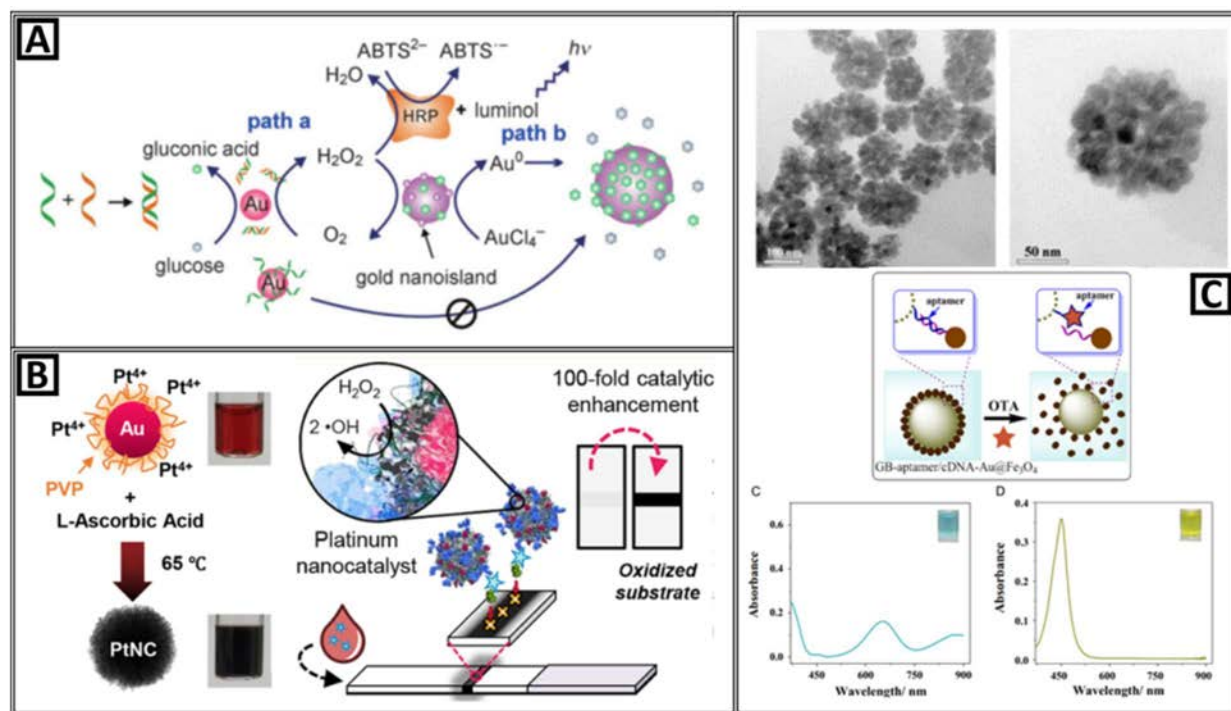 A
ABTS²⁻ ABTS·⁻
hν
H₂O
HRP
+ luminol
path a
path b
gluconic acid
H₂O₂
Au⁰
Au
O₂
AuCl₄⁻
glucose
gold nanoisland
Au
B
Pt⁴⁺
Pt⁴⁺
Pt⁴⁺
Au
Pt⁴⁺
Pt⁴⁺
PVP
+
L-Ascorbic Acid
65 ℃
PtNC
H₂O₂
2 •OH
Platinum
nanocatalyst
100-fold catalytic
enhancement
Oxidized
substrate
50 nm
C
aptamer
aptamer
OTA
GB-aptamer/cDNA-Au@Fe₃O₄
C
Absorbance
0.6
0.4
0.2
0.0
450 600 750 900
Wavelength/ nm
D
Absorbance
0.4
0.3
0.2
0.1
0.0
450 600 750 900
Wavelength/ nm